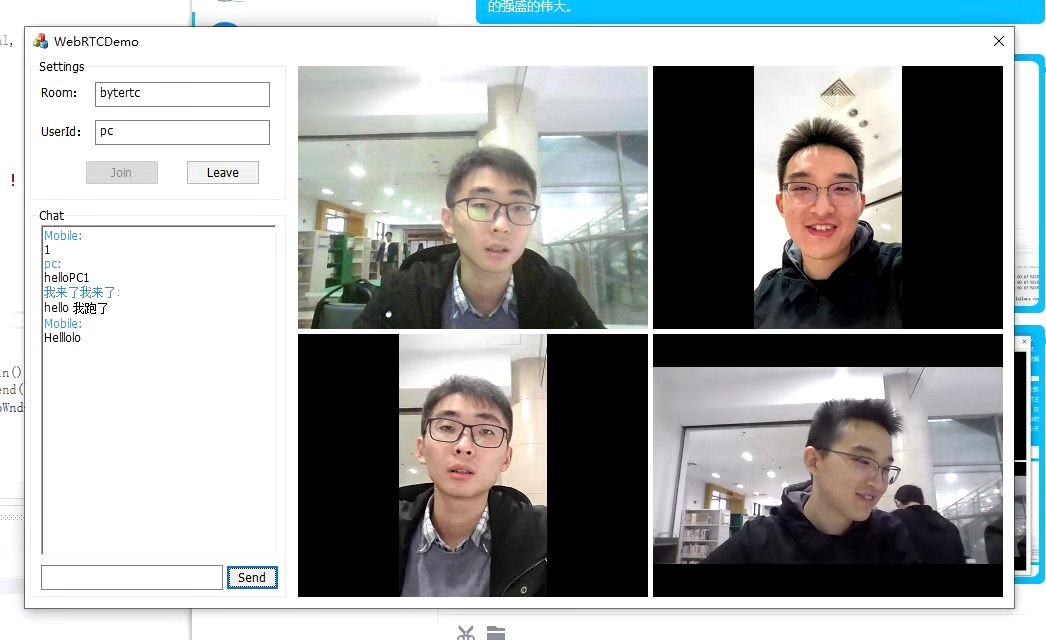 的强盛的伟大。
WebRTCDemo
Settings
Room:
bytertc
UserId:
pc
Join
Leave
!
Chat
Mobile:
1
pc:
helloPC1
我来了我来了:
hello 我跑了
Mobile:
Helllolo
Send